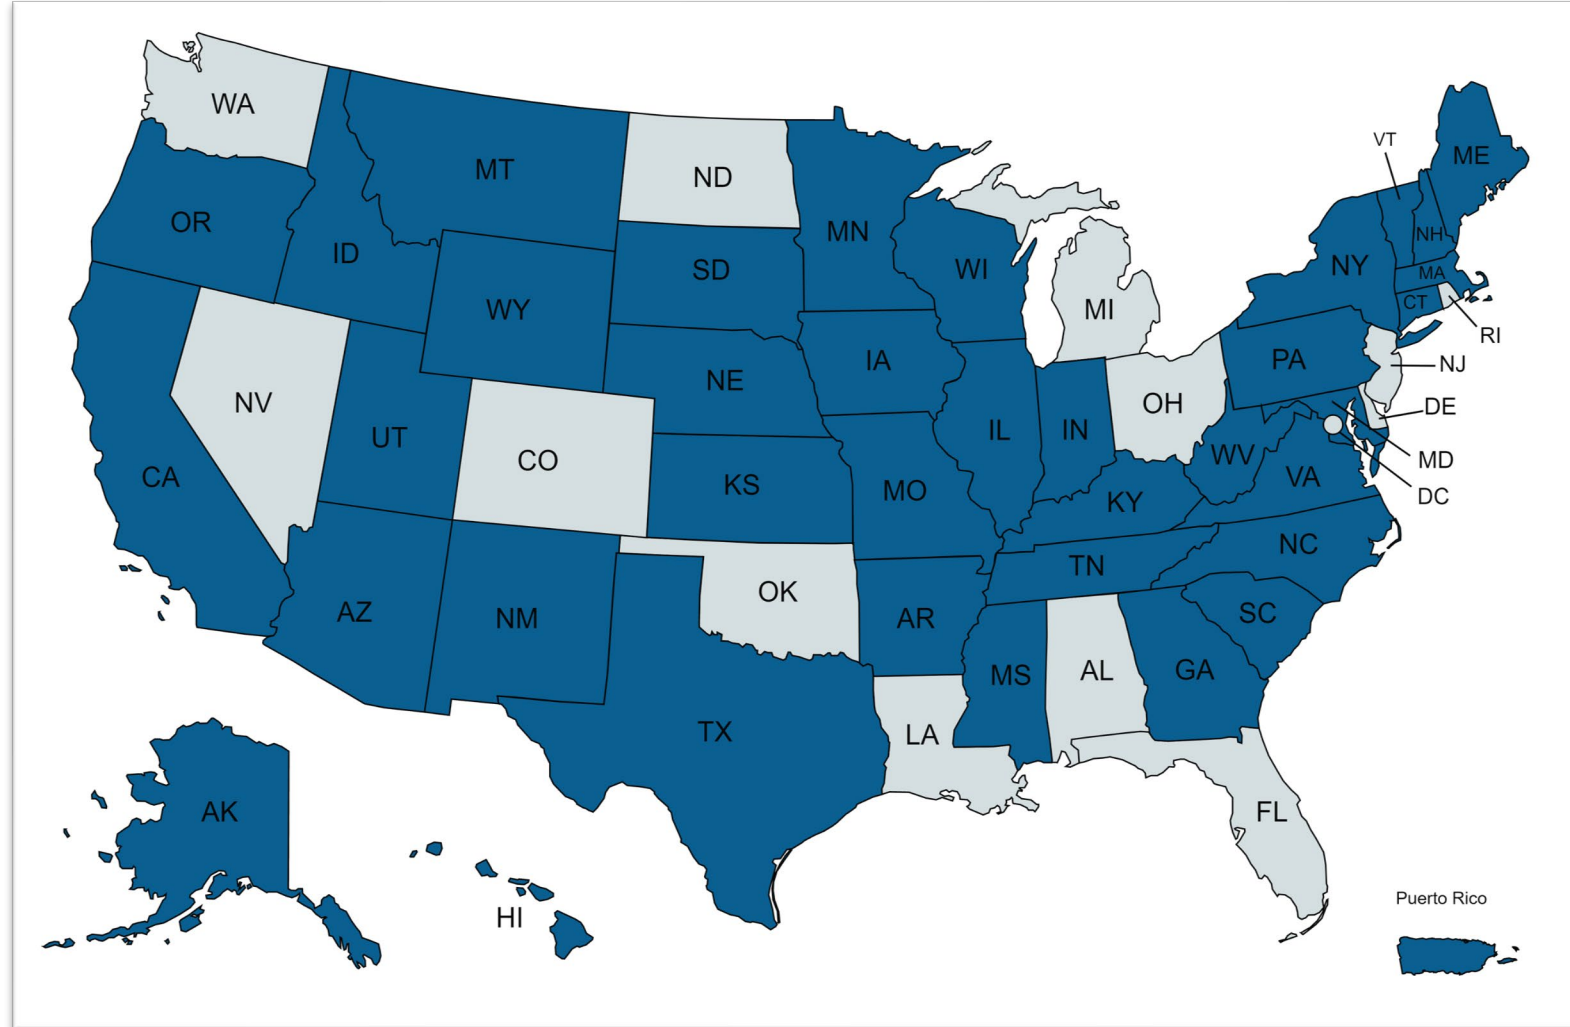 WA
MT
ND
VT
ME
OR
MN
ID
SD
WI
NY
NH
MA
WY
MI
CT
RI
IA
PA
NJ
NE
NV
OH
DE
UT
CO
IL
IN
WV
MD
CA
KS
MO
VA
DC
KY
NC
TN
OK
AZ
NM
AR
SC
MS
AL
GA
TX
LA
AK
FL
HI
Puerto Rico